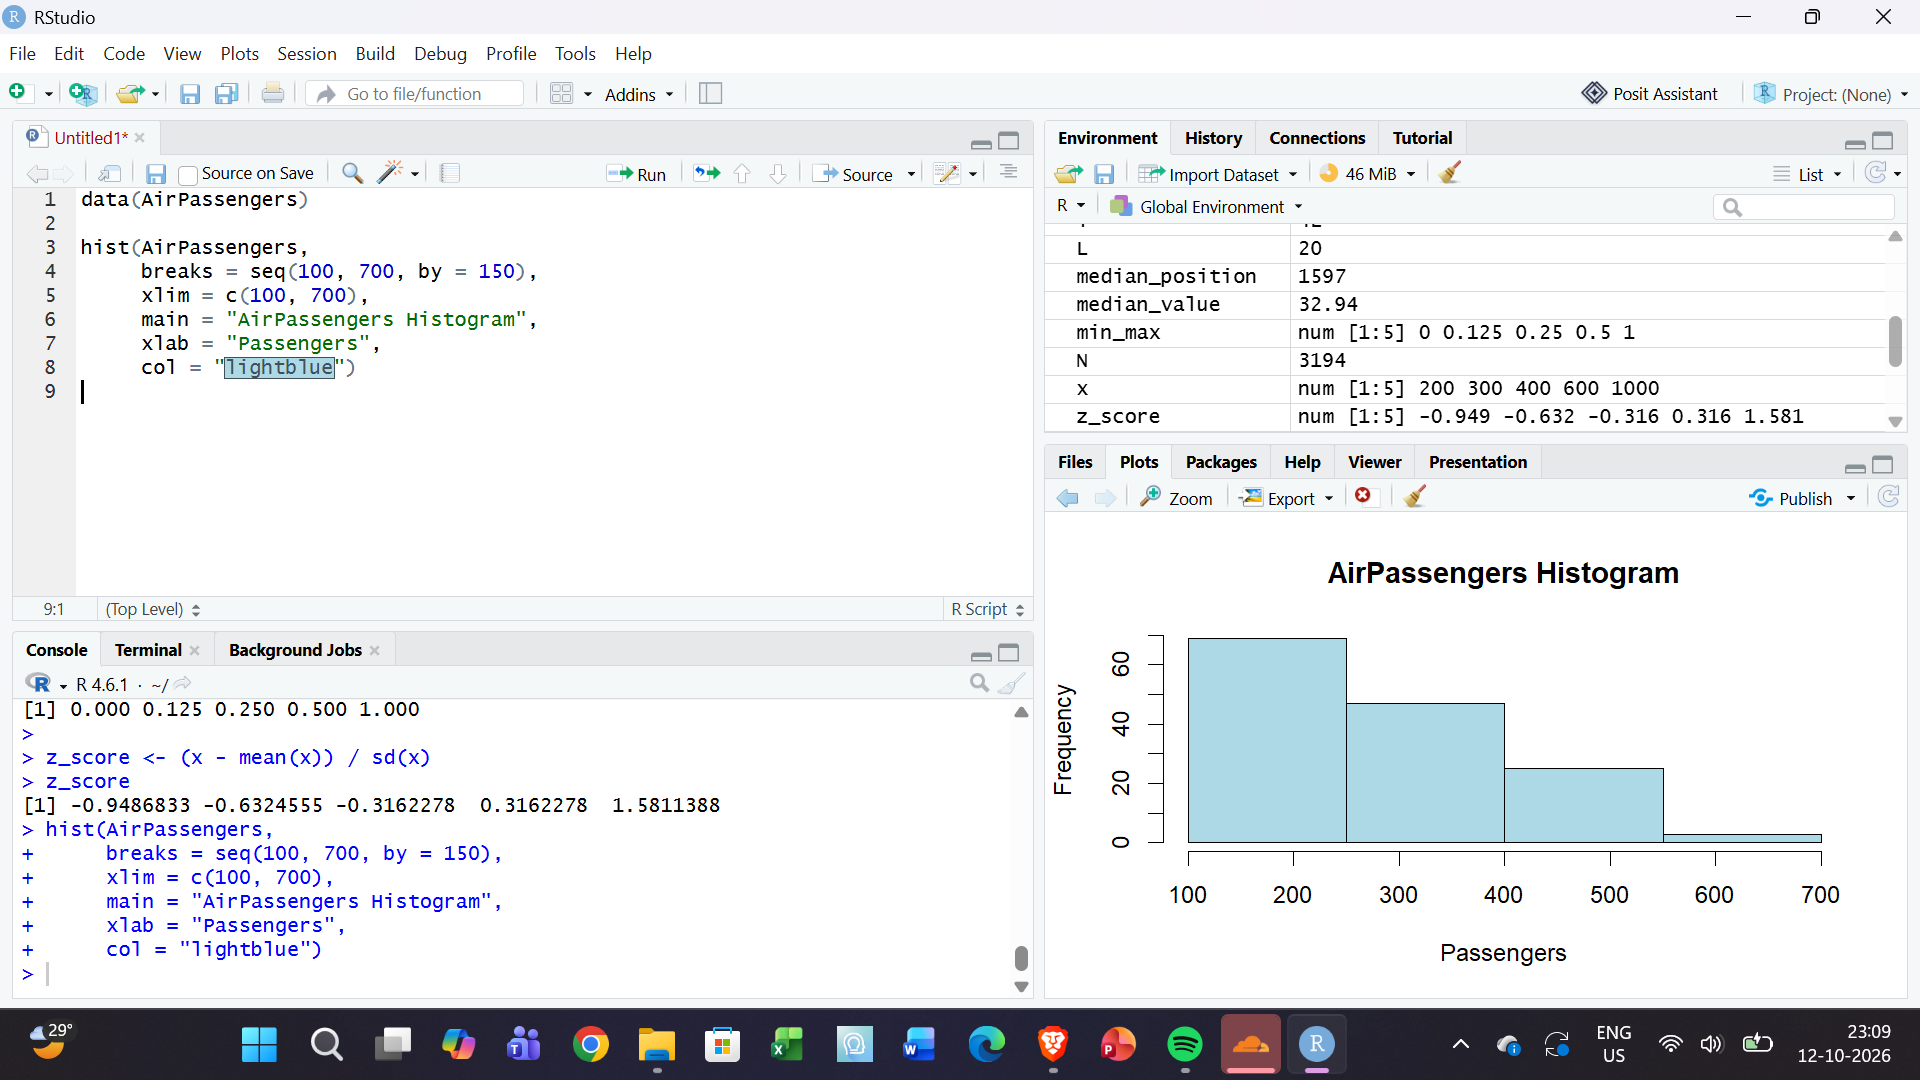 RStudio
File Edit Code View Plots Session Build Debug Profile Tools Help
Go to file/function
Addins
Posit Assistant
Project: (None)
Untitled1*
Source on Save
Run
Source
1 data(AirPassengers)
2
3 hist(AirPassengers,
4 breaks = seq(100, 700, by = 150),
5 xlim = c(100, 700),
6 main = "AirPassengers Histogram",
7 xlab = "Passengers",
8 col = "lightblue")
9
9:1 (Top Level) R Script
Console Terminal Background Jobs
R 4.6.1 · ~/
[1] 0.000 0.125 0.250 0.500 1.000
>
> z_score <- (x - mean(x)) / sd(x)
> z_score
[1] -0.9486833 -0.6324555 -0.3162278 0.3162278 1.5811388
> hist(AirPassengers,
+ breaks = seq(100, 700, by = 150),
+ xlim = c(100, 700),
+ main = "AirPassengers Histogram",
+ xlab = "Passengers",
+ col = "lightblue")
>
Environment History Connections Tutorial
Import Dataset 46 MiB List
R Global Environment
L 20
median_position 1597
median_value 32.94
min_max num [1:5] 0 0.125 0.25 0.5 1
N 3194
x num [1:5] 200 300 400 600 1000
z_score num [1:5] -0.949 -0.632 -0.316 0.316 1.581
Files Plots Packages Help Viewer Presentation
Zoom Export Publish
AirPassengers Histogram
Frequency
60
40
20
0
100 200 300 400 500 600 700
Passengers
29°
ENG
US
23:09
12-10-2026